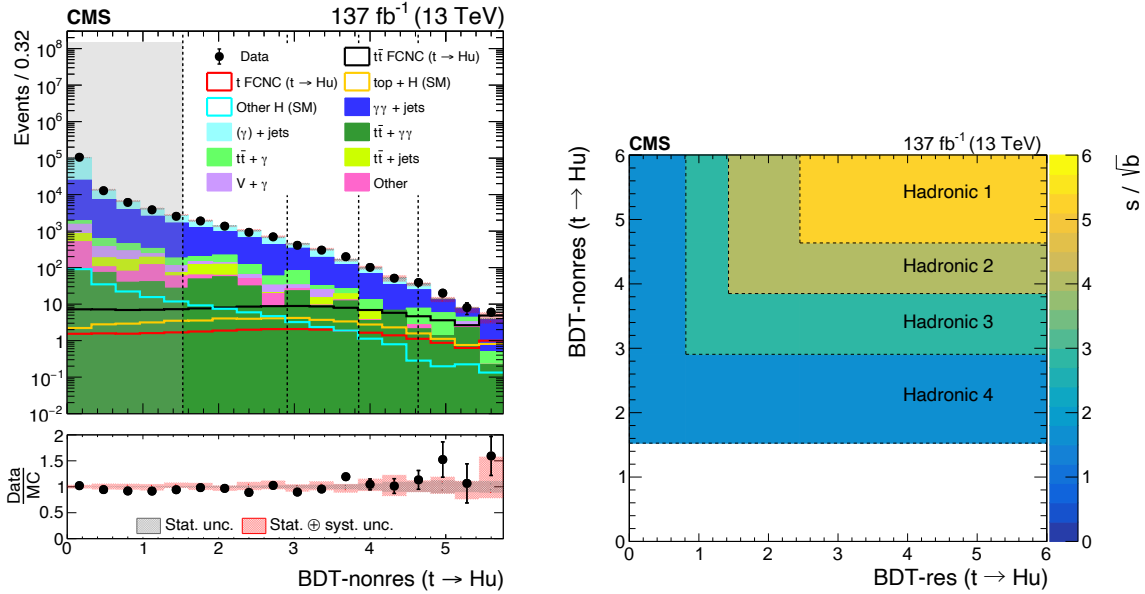 CMS 137 fb⁻¹ (13 TeV)
Events / 0.32
10⁸
10⁷
10⁶
10⁵
10⁴
10³
10²
10
1
10⁻¹
10⁻²
Data
tt̄ FCNC (t → Hu)
t FCNC (t → Hu)
top + H (SM)
Other H (SM)
γγ + jets
(γ) + jets
tt̄ + γγ
tt̄ + γ
tt̄ + jets
V + γ
Other
Data
MC
2
1.5
1
0.5
0
Stat. unc.
Stat. ⊕ syst. unc.
0 1 2 3 4 5
BDT-nonres (t → Hu)
CMS 137 fb⁻¹ (13 TeV)
BDT-nonres (t → Hu)
6
5
4
3
2
1
0
Hadronic 1
Hadronic 2
Hadronic 3
Hadronic 4
0 1 2 3 4 5 6
BDT-res (t → Hu)
6
5
4
3
2
1
0
s / √b